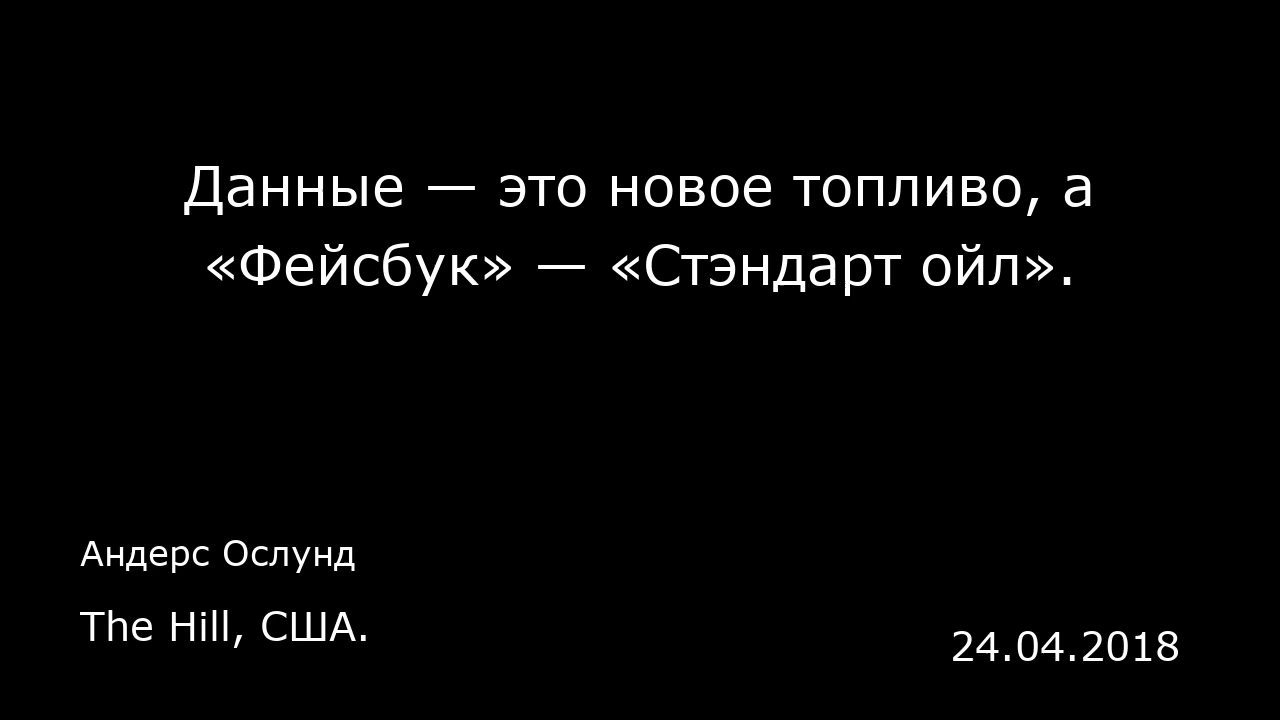 Данные — это новое топливо, а
«Фейсбук» — «Стэндарт ойл».
Андерс Ослунд
The Hill, США.
24.04.2018